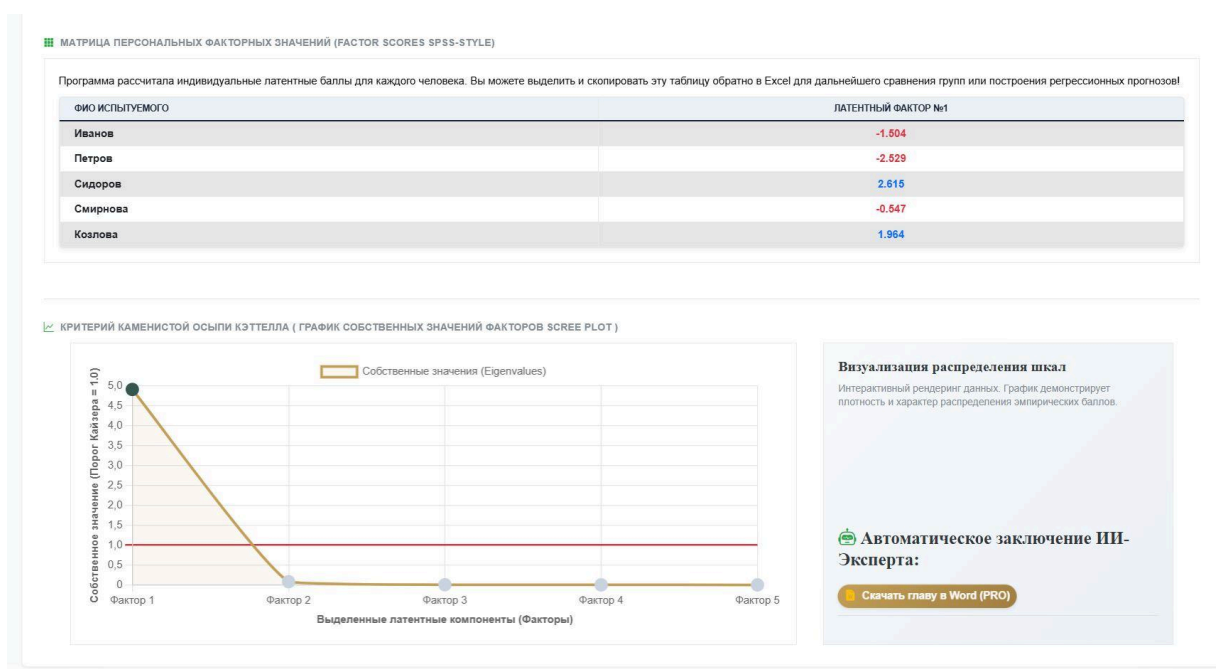 МАТРИЦА ПЕРСОНАЛЬНЫХ ФАКТОРНЫХ ЗНАЧЕНИЙ (FACTOR SCORES SPSS-STYLE)
Программа рассчитала индивидуальные латентные баллы для каждого человека. Вы можете выделить и скопировать эту таблицу обратно в Excel для дальнейшего сравнения групп или построения регрессионных прогнозов!
ФИО ИСПЫТУЕМОГО ЛАТЕНТНЫЙ ФАКТОР №1
Иванов -1.504
Петров -2.529
Сидоров 2.615
Смирнова -0.547
Козлова 1.964
КРИТЕРИЙ КАМЕНИСТОЙ ОСЫПИ КЭТТЕЛЛА ( ГРАФИК СОБСТВЕННЫХ ЗНАЧЕНИЙ ФАКТОРОВ SCREE PLOT )
Собственные значения (Eigenvalues)
Собственное значение (Порог Кайзера = 1.0)
5,0
4,5
4,0
3,5
3,0
2,5
2,0
1,5
1,0
0,5
0
Фактор 1 Фактор 2 Фактор 3 Фактор 4 Фактор 5
Выделенные латентные компоненты (Факторы)
Визуализация распределения шкал
Интерактивный рендеринг данных. График демонстрирует
плотность и характер распределения эмпирических баллов.
Автоматическое заключение ИИ-
Эксперта:
Скачать главу в Word (PRO)